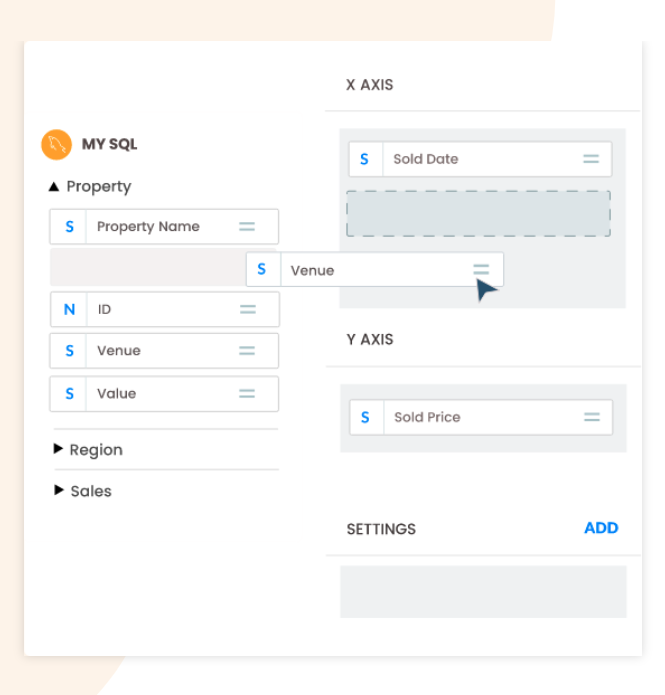 MY SQL
Property
S Property Name
S Venue
N ID
S Venue
S Value
Region
Sales
X AXIS
S Sold Date
Y AXIS
S Sold Price
SETTINGS ADD